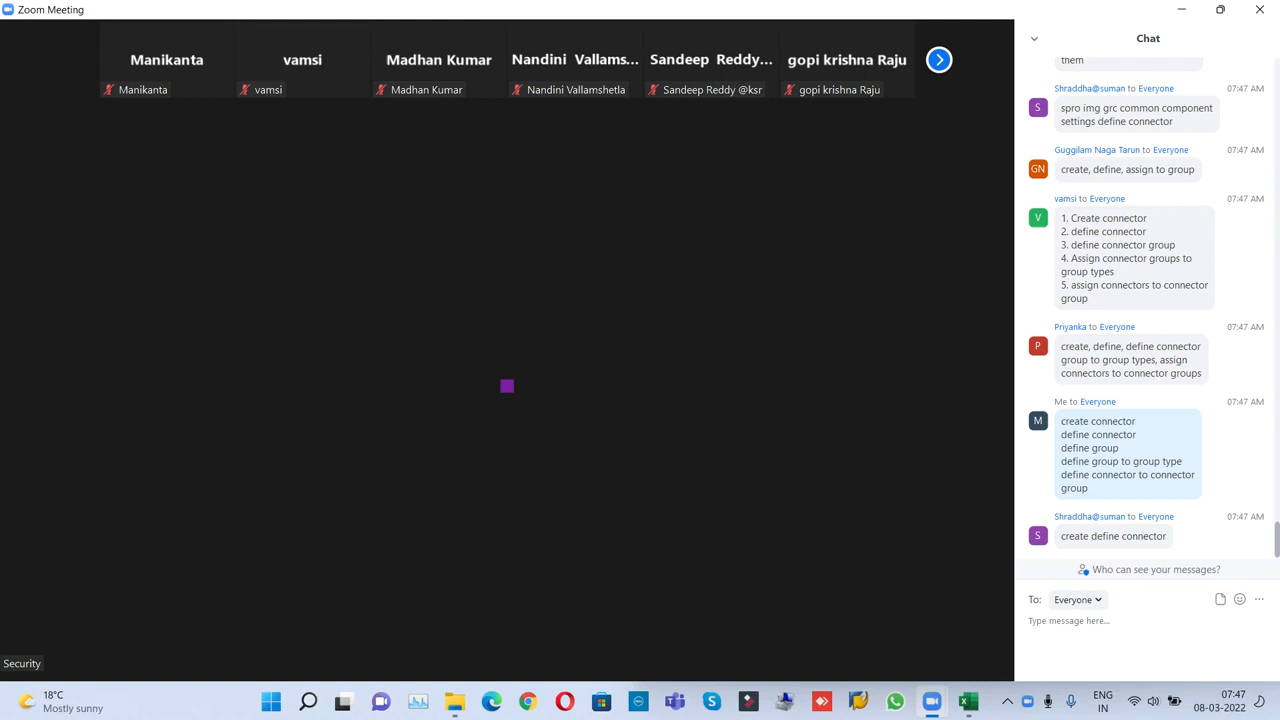 Zoom Meeting
Manikanta
vamsi
Madhan Kumar
Nandini Vallams...
Sandeep Reddy...
gopi krishna Raju
Manikanta
vamsi
Madhan Kumar
Nandini Vallamshetla
Sandeep Reddy @ksr
gopi krishna Raju
Chat
them
Shraddha@suman to Everyone 07:47 AM
S
spro img grc common component
settings define connector
Guggilam Naga Tarun to Everyone 07:47 AM
GN
create, define, assign to group
vamsi to Everyone 07:47 AM
V
1. Create connector
2. define connector
3. define connector group
4. Assign connector groups to
group types
5. assign connectors to connector
group
Priyanka to Everyone 07:47 AM
P
create, define, define connector
group to group types, assign
connectors to connector groups
Me to Everyone 07:47 AM
M
create connector
define connector
define group
define group to group type
define connector to connector
group
Shraddha@suman to Everyone 07:47 AM
S
create define connector
Who can see your messages?
To: Everyone
Type message here...
Security
18°C
Mostly sunny
ENG
IN
07:47
08-03-2022